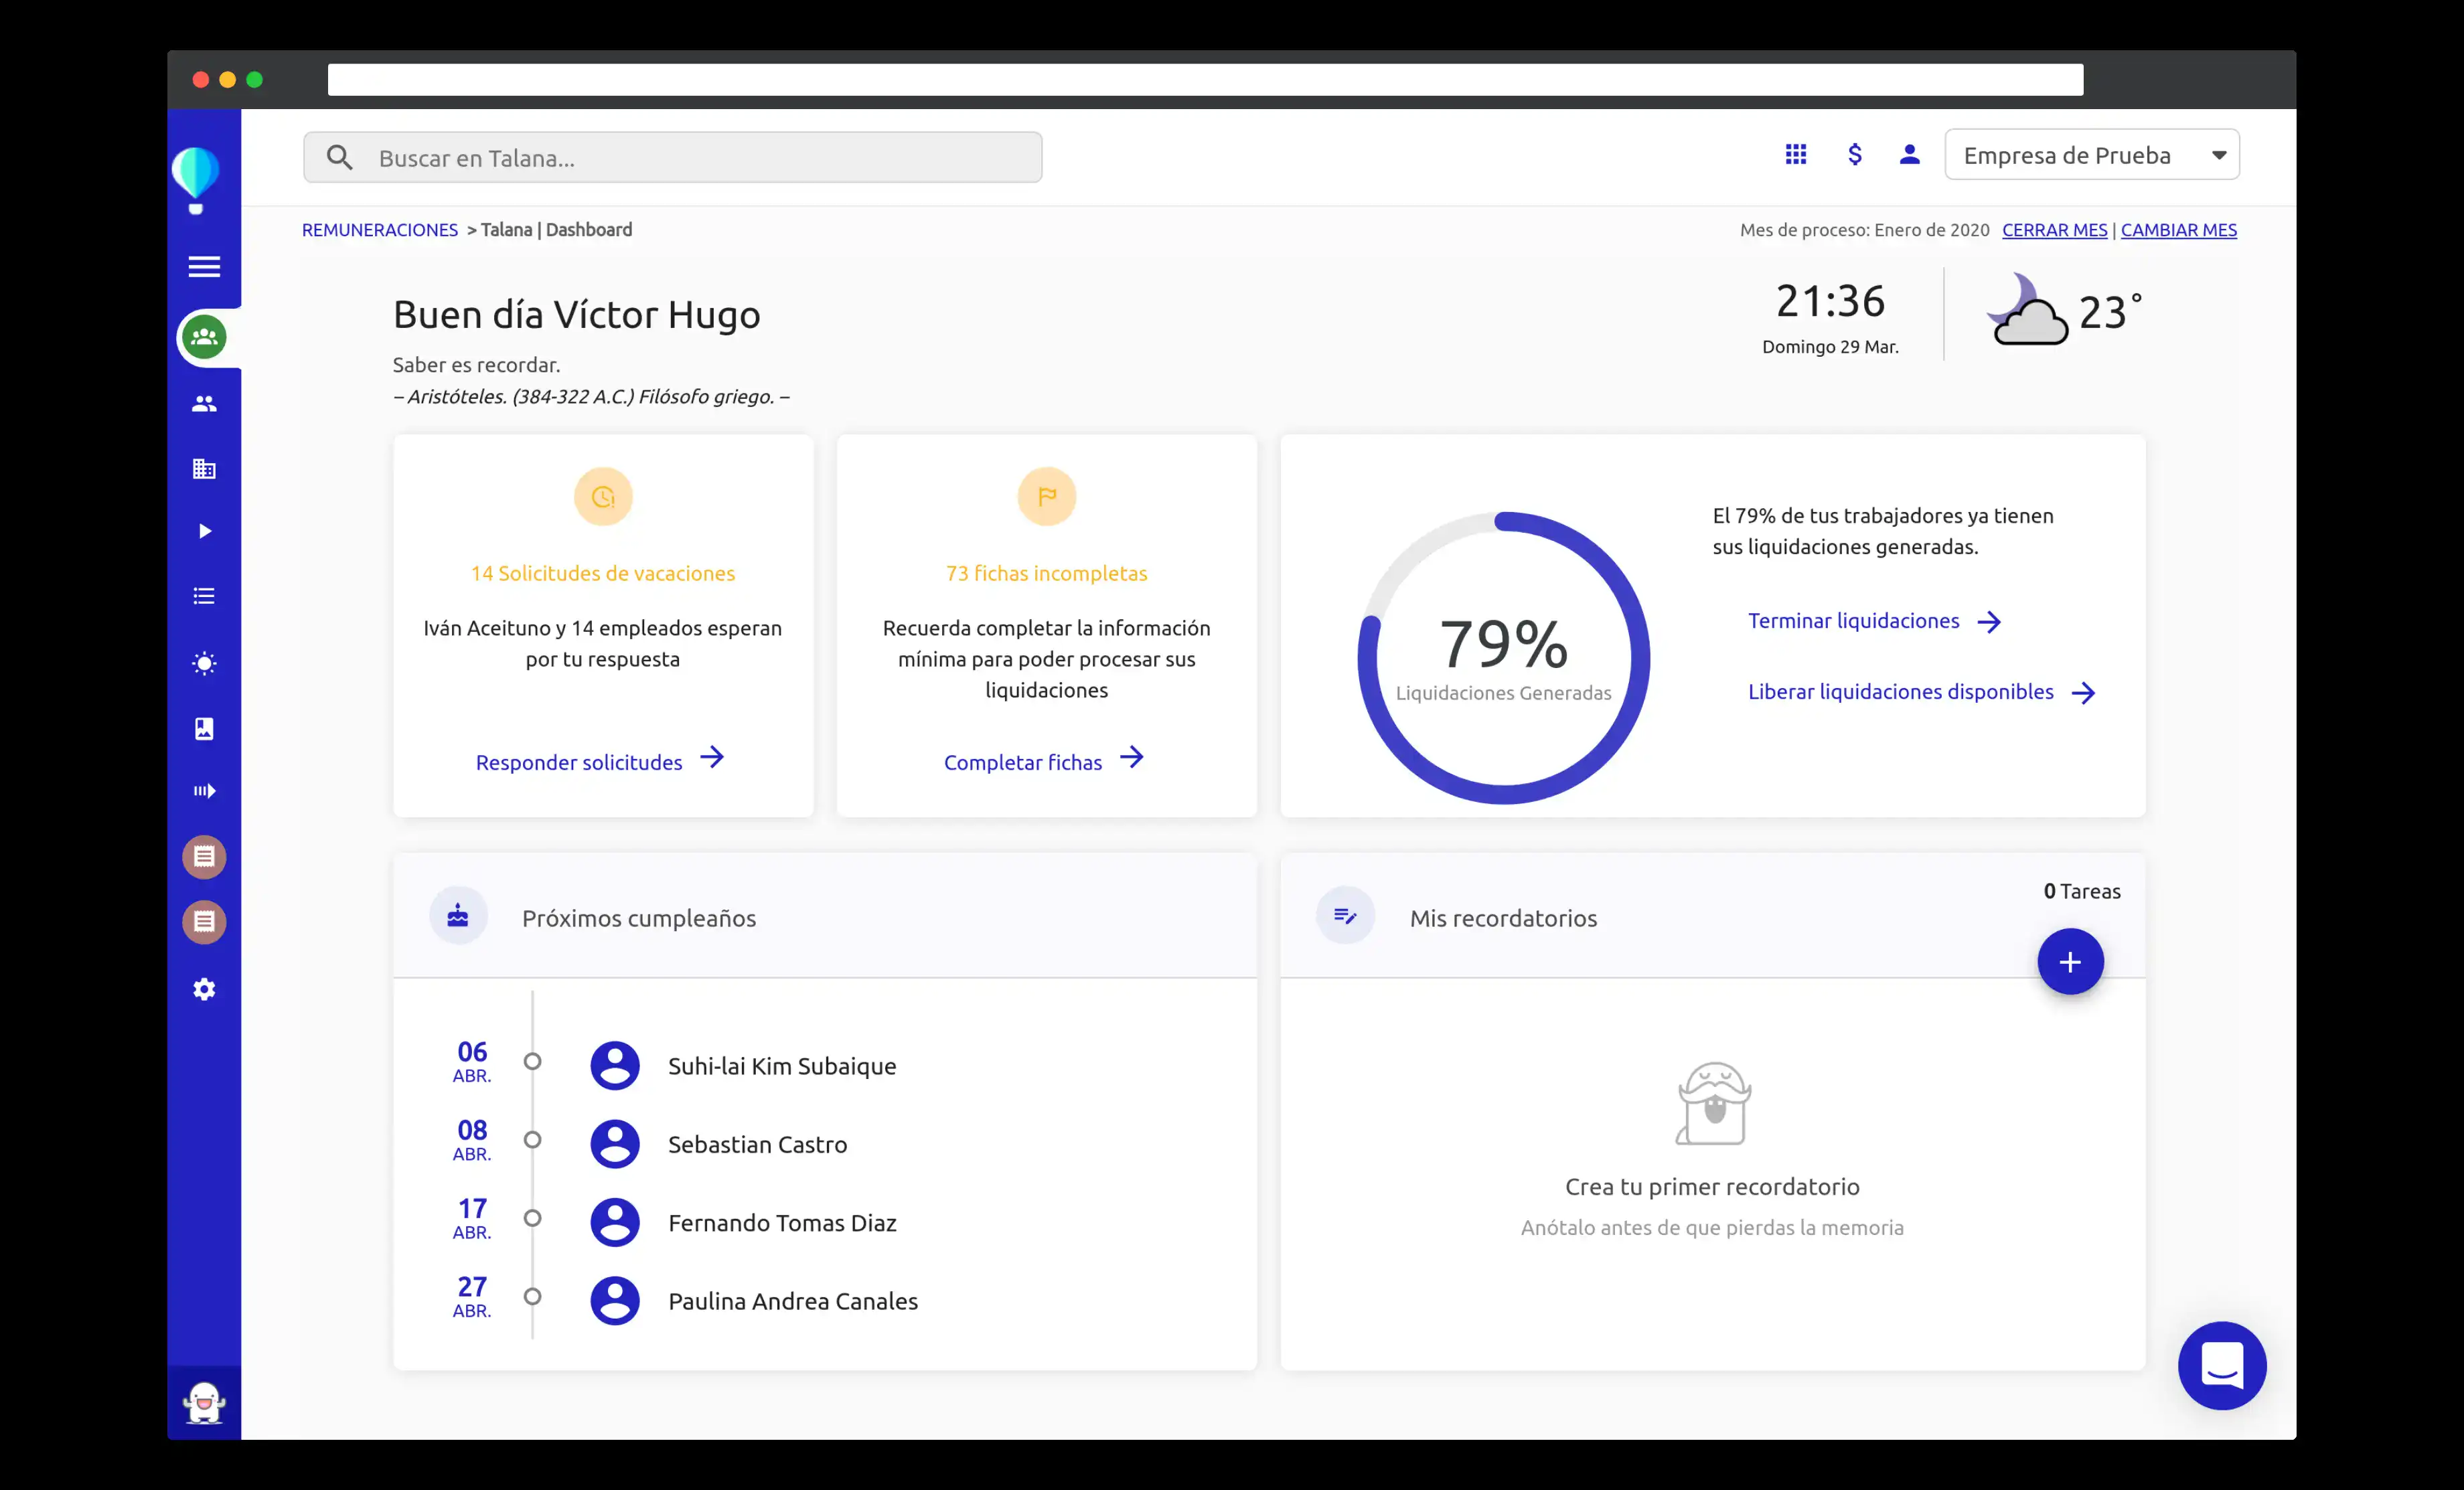 Buscar en Talana...
$
Empresa de Prueba
REMUNERACIONES > Talana | Dashboard
Mes de proceso: Enero de 2020 CERRAR MES | CAMBIAR MES
Buen día Víctor Hugo
21:36
23°
Domingo 29 Mar.
Saber es recordar.
– Aristóteles. (384-322 A.C.) Filósofo griego. –
14 Solicitudes de vacaciones
Iván Aceituno y 14 empleados esperan
por tu respuesta
Responder solicitudes
73 fichas incompletas
Recuerda completar la información
mínima para poder procesar sus
liquidaciones
Completar fichas
79%
Liquidaciones Generadas
El 79% de tus trabajadores ya tienen
sus liquidaciones generadas.
Terminar liquidaciones
Liberar liquidaciones disponibles
Próximos cumpleaños
06
ABR.
Suhi-lai Kim Subaique
08
ABR.
Sebastian Castro
17
ABR.
Fernando Tomas Diaz
27
ABR.
Paulina Andrea Canales
Mis recordatorios
0 Tareas
Crea tu primer recordatorio
Anótalo antes de que pierdas la memoria